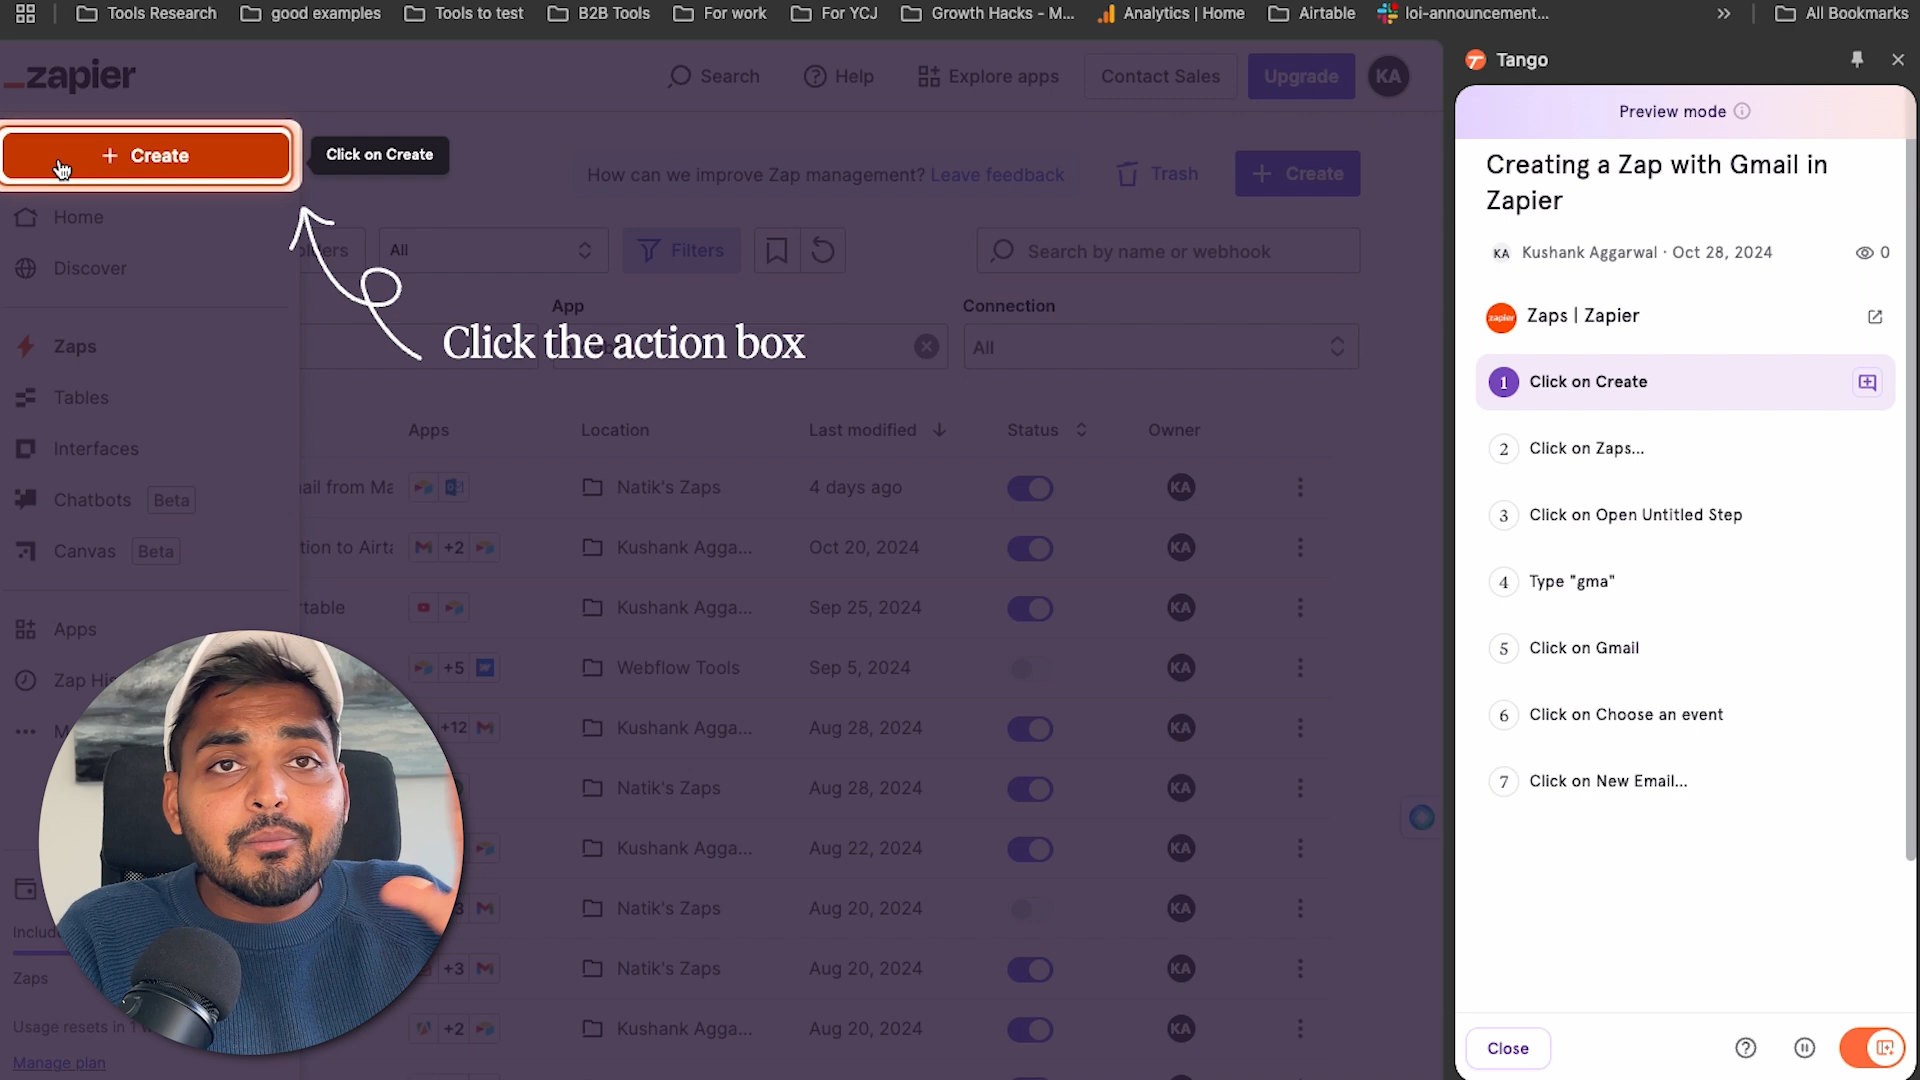 Tools Research
good examples
Tools to test
B2B Tools
For work
For YCJ
Growth Hacks - M...
Analytics | Home
Airtable
loi-announcement...
All Bookmarks
zapier
Search
Help
Explore apps
Contact Sales
Upgrade
KA
Create
Click on Create
How can we improve Zap management? Leave feedback
Trash
Create
Home
Discover
Zaps
Tables
Interfaces
Chatbots Beta
Canvas Beta
Apps
Zap His
Zaps
Usage resets in 1
Manage plan
All
Filters
Search by name or webhook
App
Connection
All
Click the action box
Apps Location Last modified Status Owner
ail from Ma Natik's Zaps 4 days ago KA
tion to Airta +2 Kushank Agga... Oct 20, 2024 KA
table Kushank Agga... Sep 25, 2024 KA
+5 Webflow Tools Sep 5, 2024 KA
+12 Kushank Agga... Aug 28, 2024 KA
Natik's Zaps Aug 28, 2024 KA
Kushank Agga... Aug 22, 2024 KA
Natik's Zaps Aug 20, 2024 KA
+3 Natik's Zaps Aug 20, 2024 KA
+2 Kushank Agga... Aug 20, 2024 KA
Tango
Preview mode
Creating a Zap with Gmail in
Zapier
KA Kushank Aggarwal · Oct 28, 2024 0
zapier Zaps | Zapier
1 Click on Create
2 Click on Zaps...
3 Click on Open Untitled Step
4 Type "gma"
5 Click on Gmail
6 Click on Choose an event
7 Click on New Email...
Close